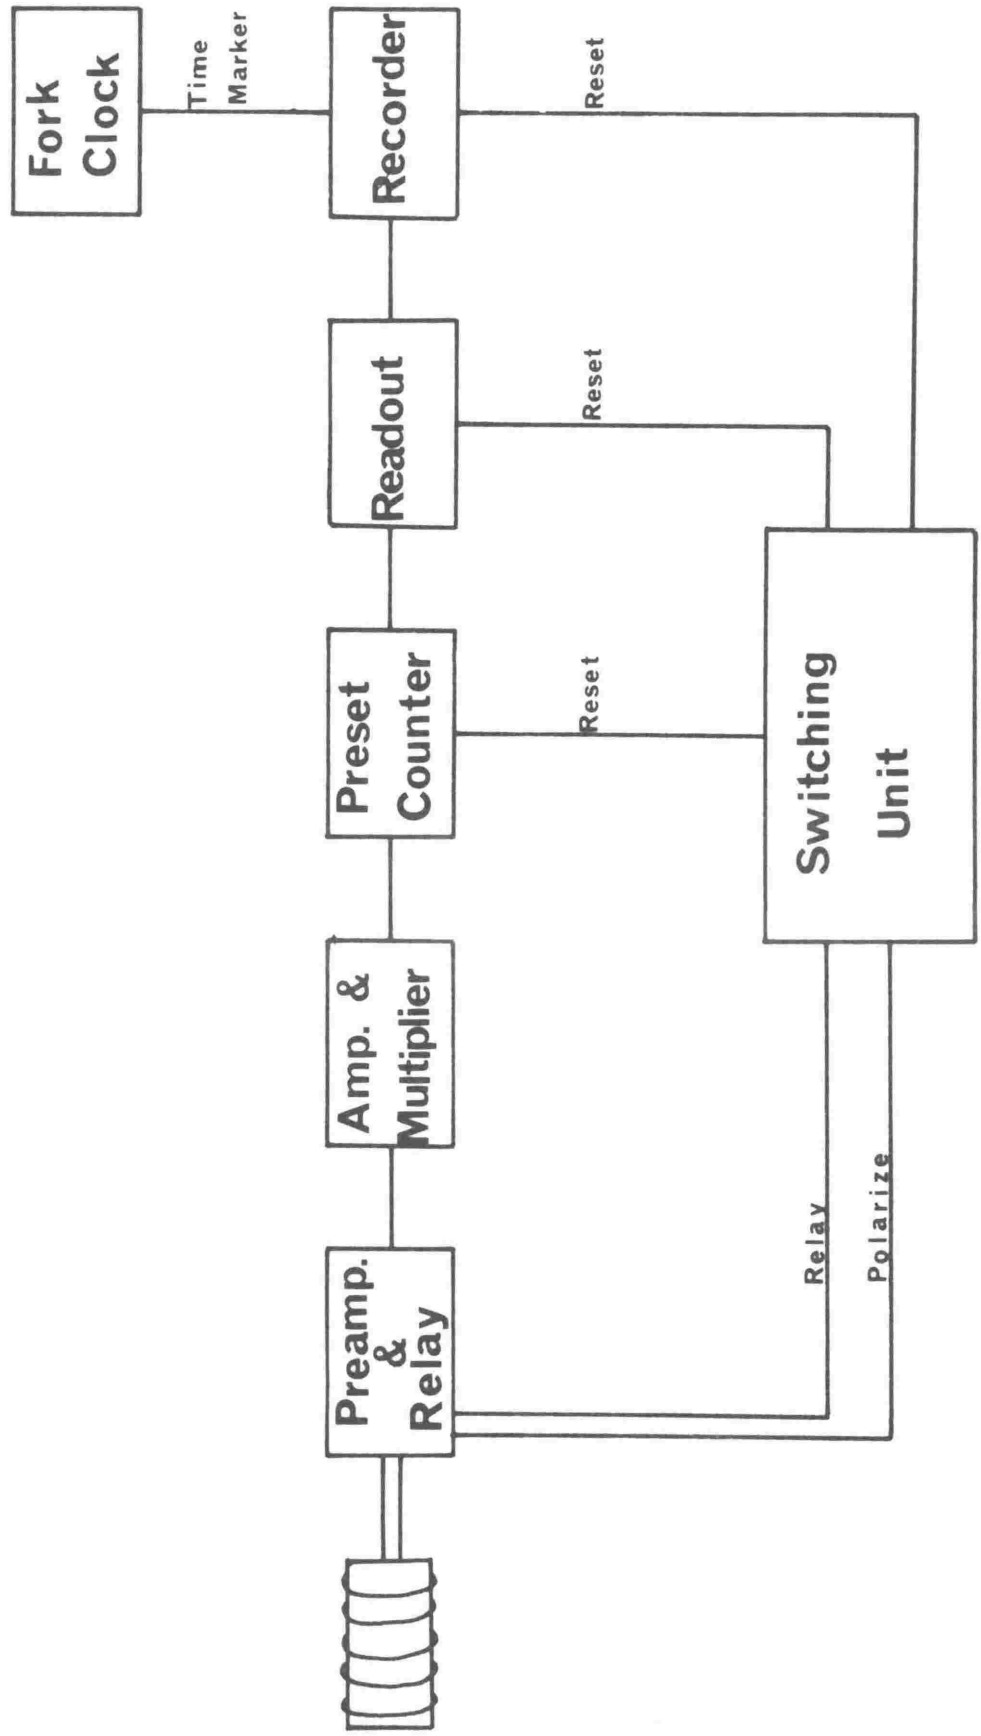 Fork
Clock
Time
Marker
Recorder
Reset
Readout
Reset
Preset
Counter
Reset
Amp. &
Multiplier
Switching
Unit
Preamp.
&
Relay
Relay
Polarize